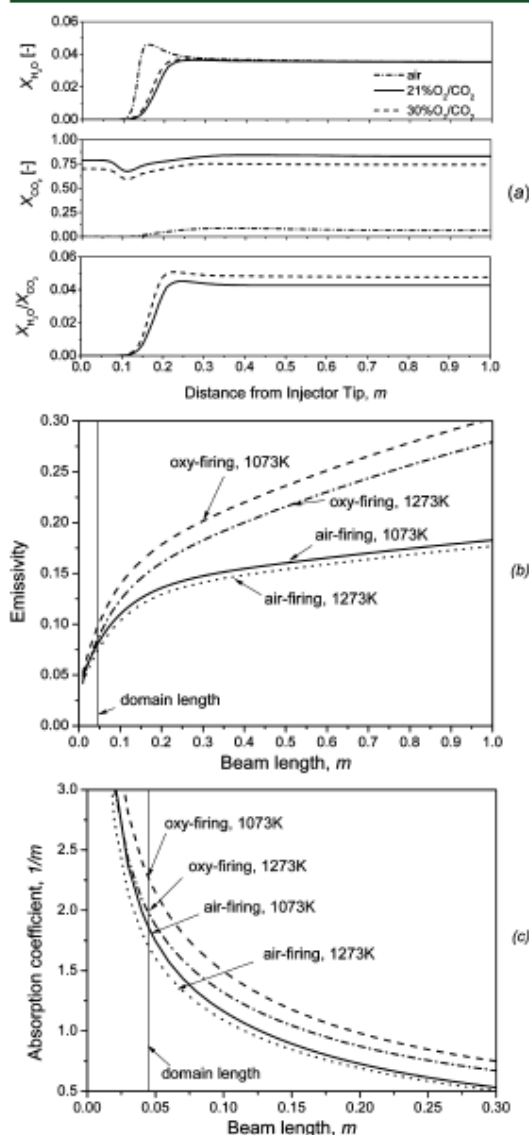 0.06
0.04
0.02
0.00
X_H₂O [-]
air
21%O₂/CO₂
30%O₂/CO₂
1.00
0.75
0.50
0.25
0.00
X_CO₂ [-]
(a)
0.04
0.02
0.00
X_H₂O/X_CO₂
0.0 0.1 0.2 0.3 0.4 0.5 0.6 0.7 0.8 0.9 1.0
Distance from Injector Tip, m
0.30
0.25
0.20
0.15
0.10
0.05
0.00
Emissivity
oxy-firing, 1073K
oxy-firing, 1273K
air-firing, 1073K
air-firing, 1273K
(b)
domain length
0.0 0.1 0.2 0.3 0.4 0.5 0.6 0.7 0.8 0.9 1.0
Beam length, m
3.0
2.5
2.0
1.5
1.0
0.5
Absorption coefficient, 1/m
oxy-firing, 1073K
oxy-firing, 1273K
air-firing, 1073K
air-firing, 1273K
(c)
domain length
0.00 0.05 0.10 0.15 0.20 0.25 0.30
Beam length, m